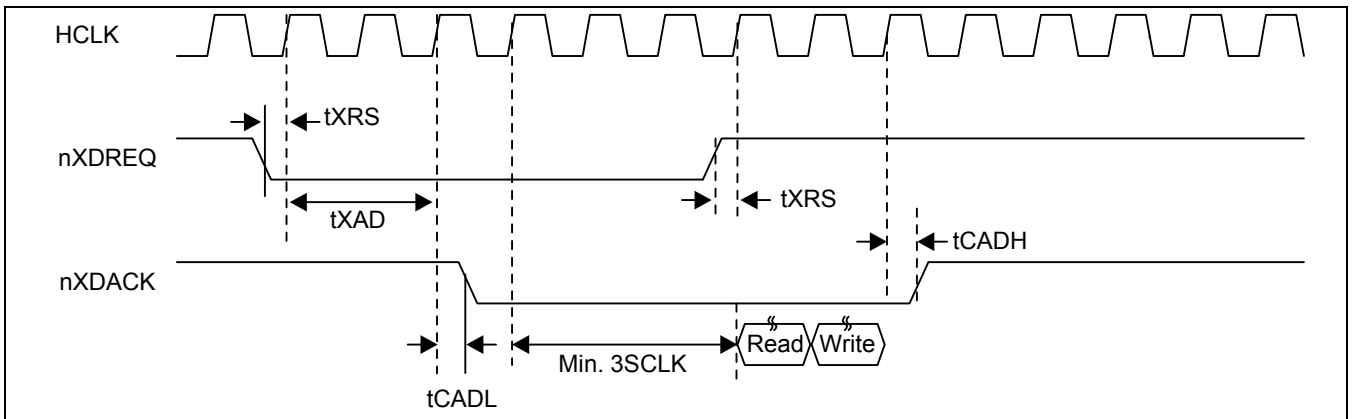 HCLK
tXRS
nXDREQ
tXRS
tXAD
tCADH
nXDACK
Read
Write
Min. 3SCLK
tCADL